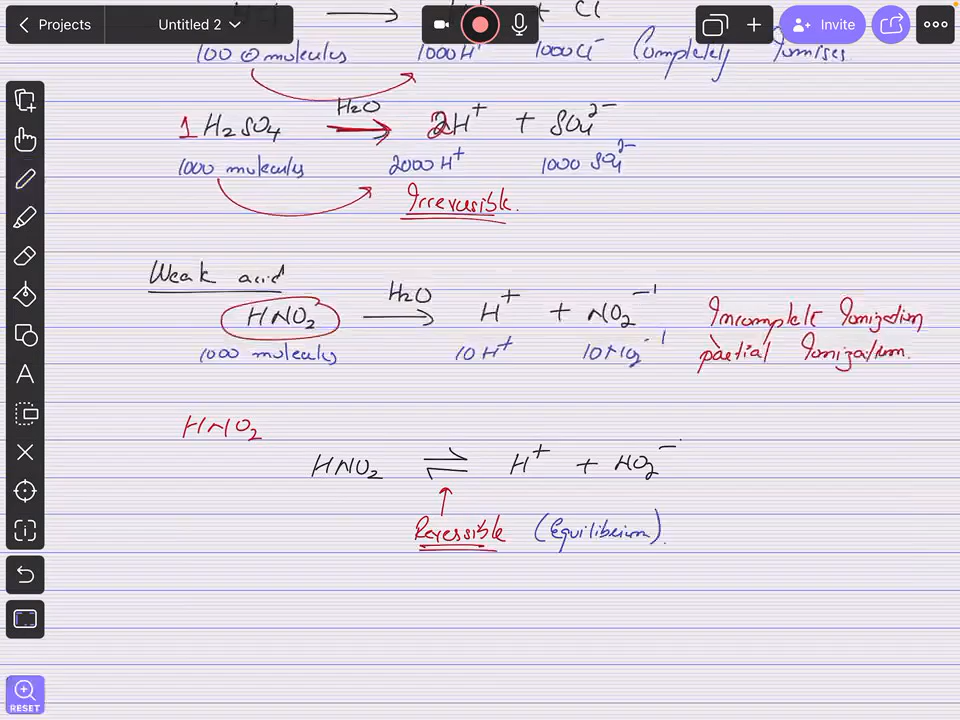 Projects Untitled 2 Invite
→ + Cl
1000 molecules 1000 H⁺ 1000 Cl⁻ Completely Ionises
1 H₂SO₄ H₂O → 2H⁺ + SO₄²⁻
1000 molecules 2000 H⁺ 1000 SO₄²⁻
Irreversible.
Weak acid
HNO₂ H₂O → H⁺ + NO₂⁻¹ Incomplete Ionization
1000 molecules 10 H⁺ 10 NO₂⁻¹ partial Ionization.
HNO₂
HNO₂ ⇌ H⁺ + NO₂⁻
Reversible (Equilibrium).
RESET